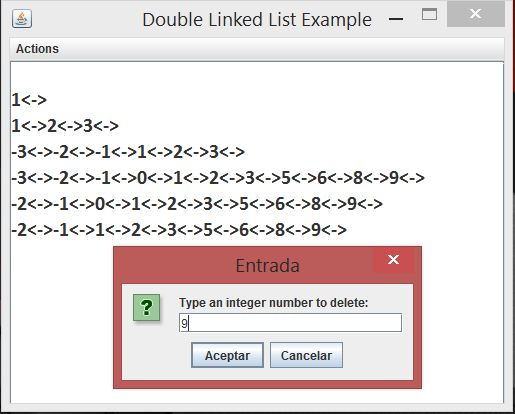 Double Linked List Example
Actions
1<->
1<->2<->3<->
-3<->-2<->-1<->1<->2<->3<->
-3<->-2<->-1<->0<->1<->2<->3<->5<->6<->8<->9<->
-2<->-1<->0<->1<->2<->3<->5<->6<->8<->9<->
-2<->-1<->1<->2<->3<->5<->6<->8<->9<->
Entrada
Type an integer number to delete:
9
Aceptar Cancelar